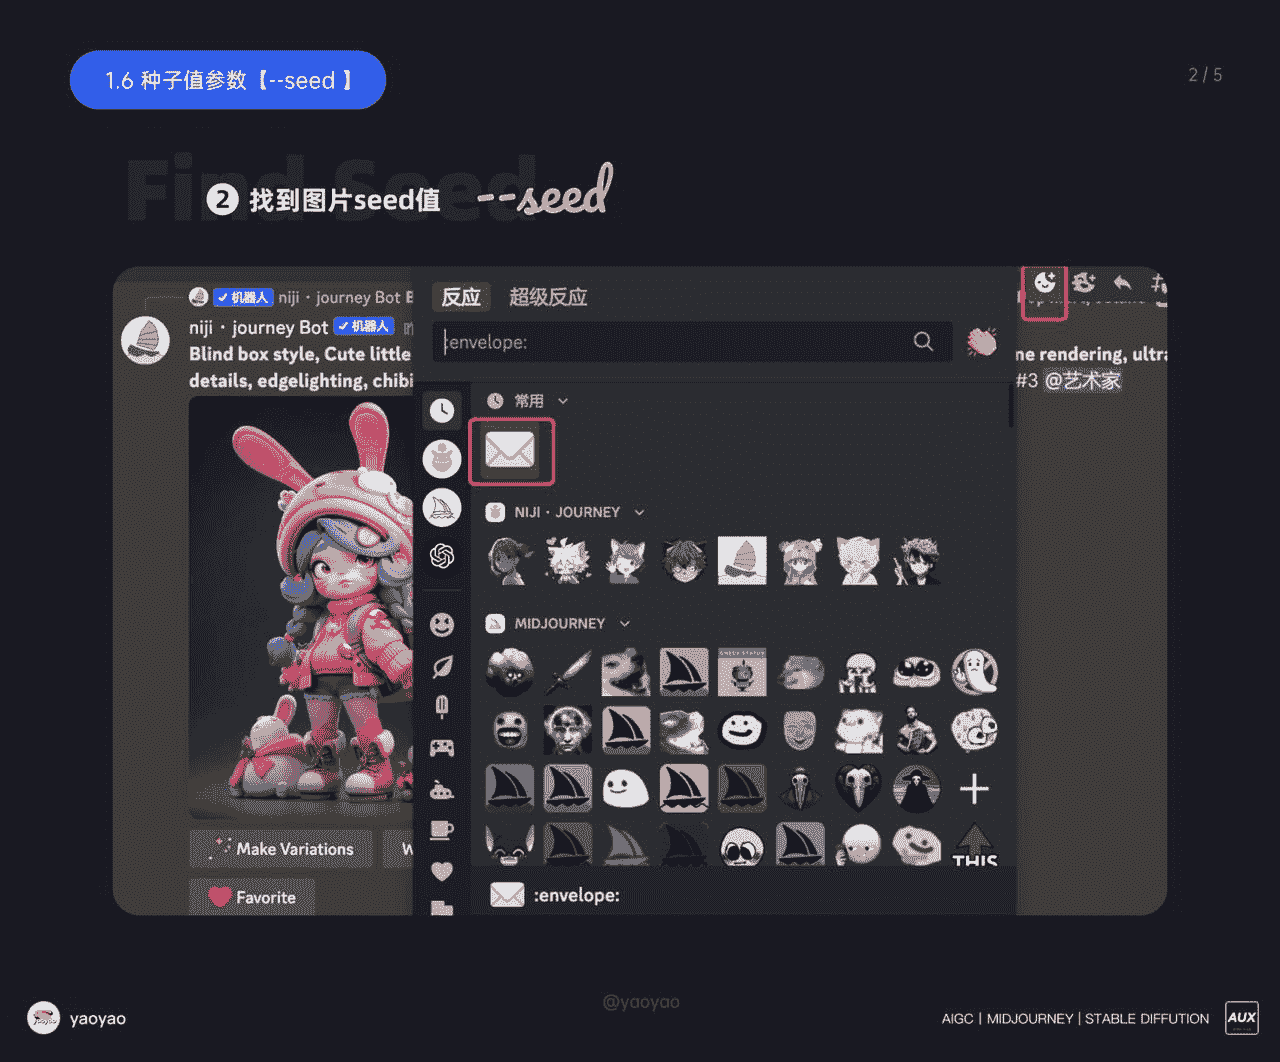 1.6 种子值参数【--seed 】
2 / 5
Find Seed
2 找到图片seed值 --seed
机器人 niji · journey Bot
niji · journey Bot 机器人
Blind box style, Cute little
details, edgelighting, chibi
ne rendering, ultra
#3 @艺术家
反应 超级反应
:envelope:
常用
NIJI · JOURNEY
MIDJOURNEY
CHECK STATUS
THIS
:envelope:
Make Variations
W
Favorite
@yaoyao
yaoyao
AIGC | MIDJOURNEY | STABLE DIFFUTION
AUX